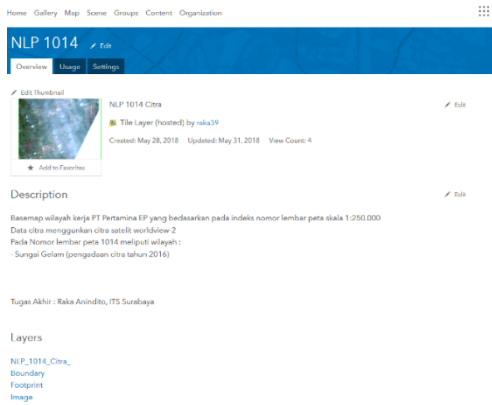 Home Gallery Map Scene Groups Content Organization
NLP 1014 Edit
Overview Usage Settings
Edit Thumbnail
NLP 1014 Citra Edit
Tile Layer (hosted) by raka39
Created: May 28, 2018 Updated: May 31, 2018 View Count: 4
Add to Favorites
Description Edit
Basemap wilayah kerja PT Pertamina EP yang bedasarkan pada indeks nomor lembar peta skala 1:250.000
Data citra menggunkan citra satelit worldview-2
Pada Nomor lembar peta 1014 meliputi wilayah :
- Sungai Gelam (pengadaan citra tahun 2016)
Tugas Akhir : Raka Anindito, ITS Surabaya
Layers
NLP_1014_Citra_
Boundary
Footprint
Image